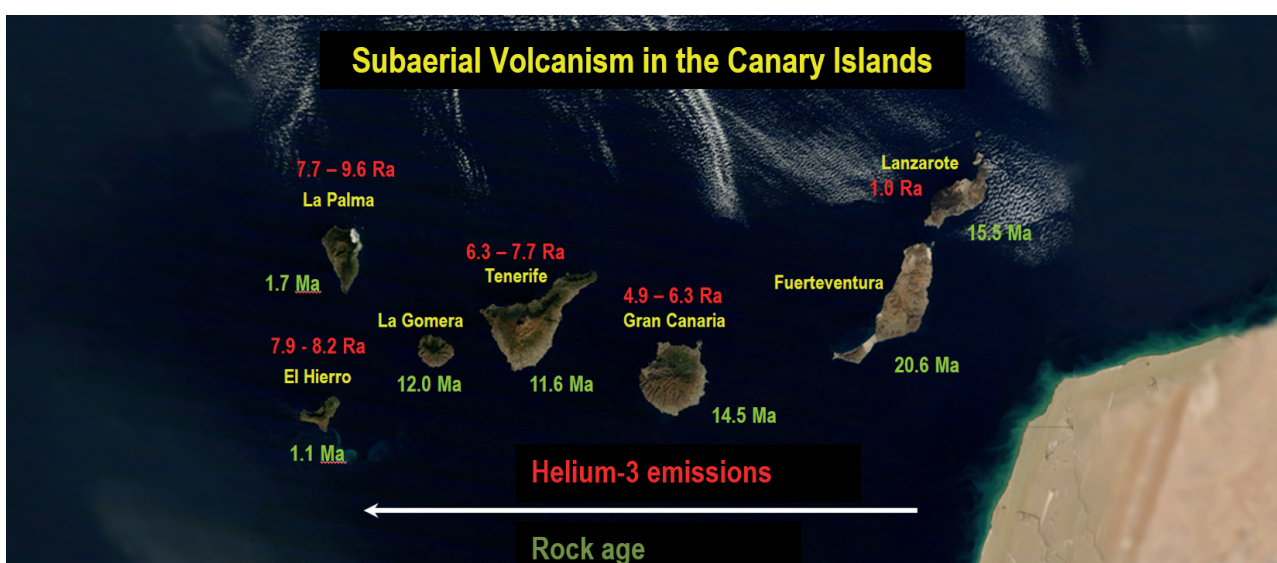 Subaerial Volcanism in the Canary Islands
7.7 – 9.6 Ra
La Palma
1.7 Ma
Lanzarote
1.0 Ra
15.5 Ma
6.3 – 7.7 Ra
Tenerife
11.6 Ma
Fuerteventura
20.6 Ma
4.9 – 6.3 Ra
Gran Canaria
14.5 Ma
La Gomera
12.0 Ma
7.9 - 8.2 Ra
El Hierro
1.1 Ma
Helium-3 emissions
Rock age